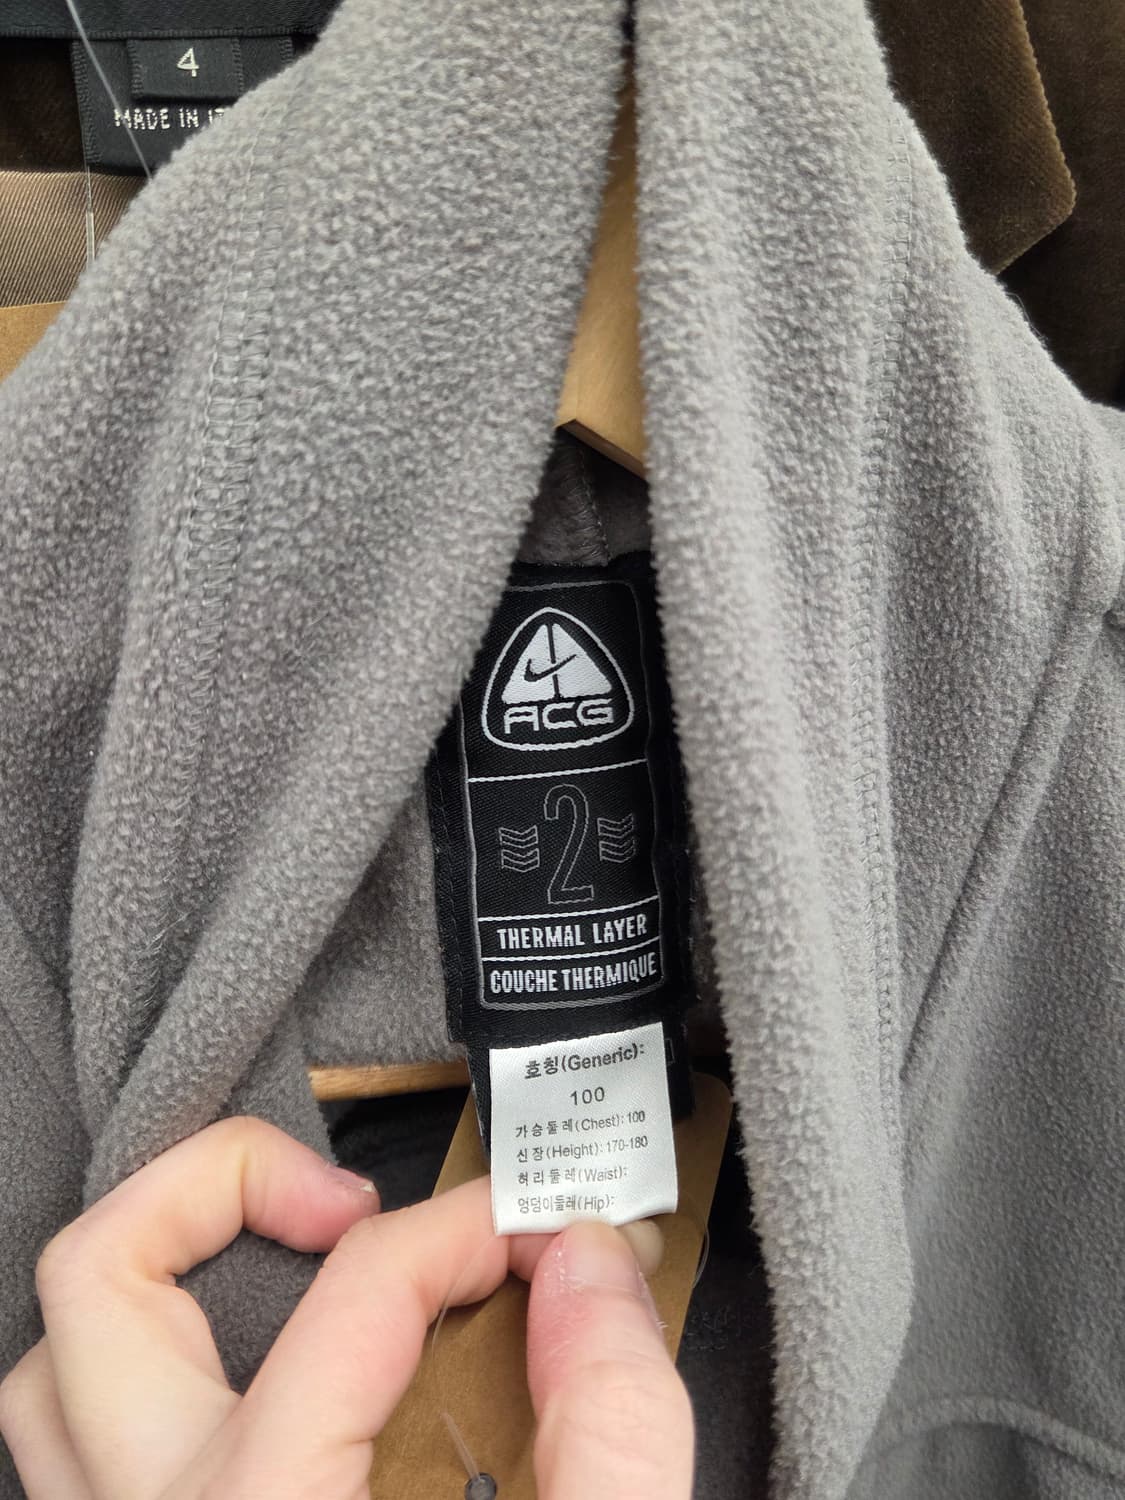 4
MADE IN
ACG
2
THERMAL LAYER
COUCHE THERMIQUE
호칭(Generic):
100
가슴둘레(Chest): 100
신장(Height): 170-180
허리둘레(Waist):
엉덩이둘레(Hip):